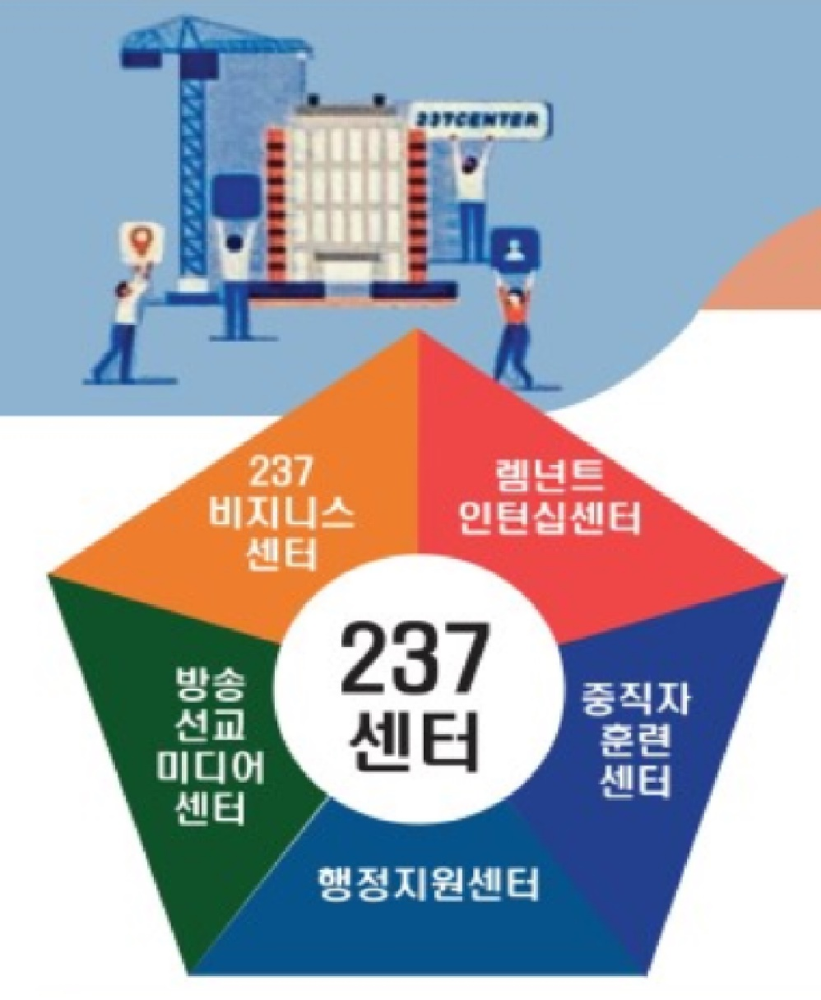 237CENTER
237
비지니스
센터
렘넌트
인턴십센터
237
센터
방송
선교
미디어
센터
중직자
훈련
센터
행정지원센터